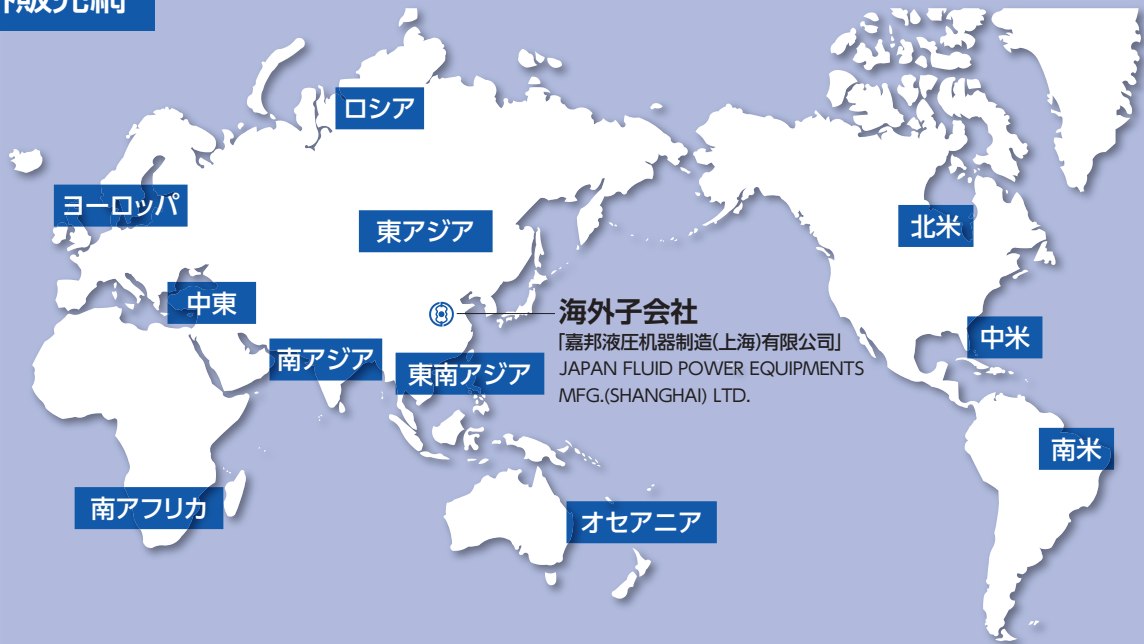 販売網
ロシア
ヨーロッパ
東アジア
北米
中東
海外子会社
「嘉邦液圧机器制造(上海)有限公司」
JAPAN FLUID POWER EQUIPMENTS
MFG.(SHANGHAI) LTD.
中米
南アジア
東南アジア
南米
南アフリカ
オセアニア